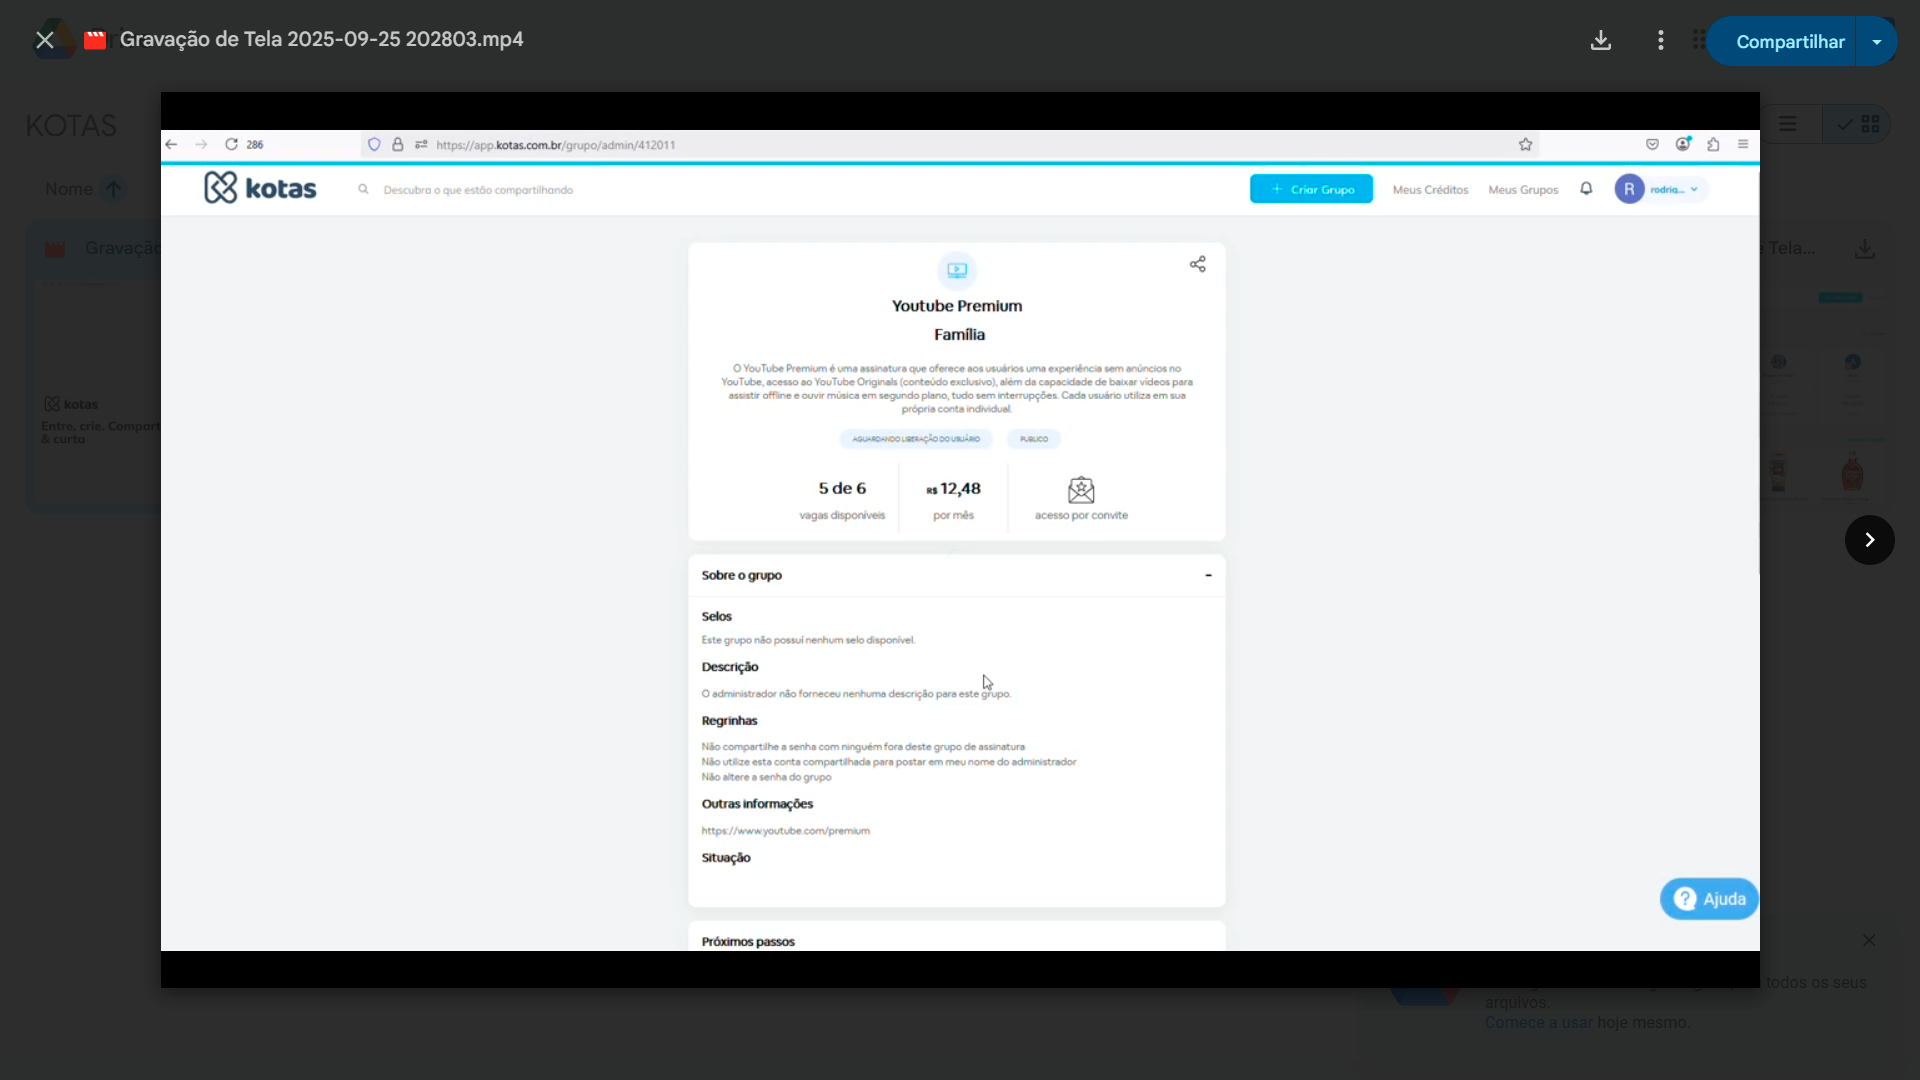 Gravação de Tela 2025-09-25 202803.mp4
Compartilhar
KOTAS
Nome
Gravação
kotas
Entre, crie. Compart
& curta
286
https://app.kotas.com.br/grupo/admin/412011
kotas
Descubra o que estão compartilhando
+ Criar Grupo
Meus Créditos
Meus Grupos
R
rodrig...
Youtube Premium
Família
O YouTube Premium é uma assinatura que oferece aos usuários uma experiência sem anúncios no
YouTube, acesso ao YouTube Originals (conteúdo exclusivo), além da capacidade de baixar vídeos para
assistir offline e ouvir música em segundo plano, tudo sem interrupções. Cada usuário utiliza em sua
própria conta individual.
AGUARDANDO LIBERAÇÃO DO USUÁRIO
PUBLICO
5 de 6
vagas disponíveis
R$ 12,48
por mês
acesso por convite
Sobre o grupo
-
Selos
Este grupo não possuí nenhum selo disponível.
Descrição
O administrador não forneceu nenhuma descrição para este grupo.
Regrinhas
Não compartilhe a senha com ninguém fora deste grupo de assinatura
Não utilize esta conta compartilhada para postar em meu nome do administrador
Não altere a senha do grupo
Outras informações
https://www.youtube.com/premium
Situação
Próximos passos
? Ajuda
Tela...
todos os seus
arquivos.
Comece a usar hoje mesmo.